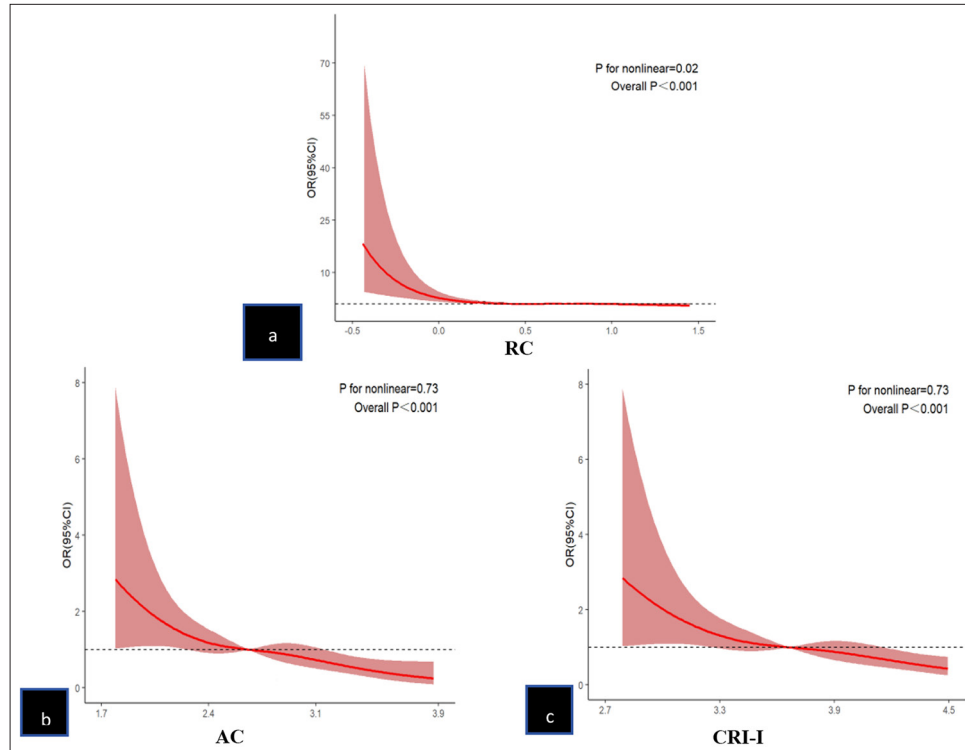 70
55
40
25
10
OR(95%CI)
P for nonlinear=0.02
Overall P<0.001
-0.5 0.0 0.5 1.0 1.5
RC
a
8
6
4
2
0
OR(95%CI)
P for nonlinear=0.73
Overall P<0.001
1.7 2.4 3.1 3.9
AC
b
8
6
4
2
0
OR(95%CI)
P for nonlinear=0.73
Overall P<0.001
2.7 3.3 3.9 4.5
CRI-I
c